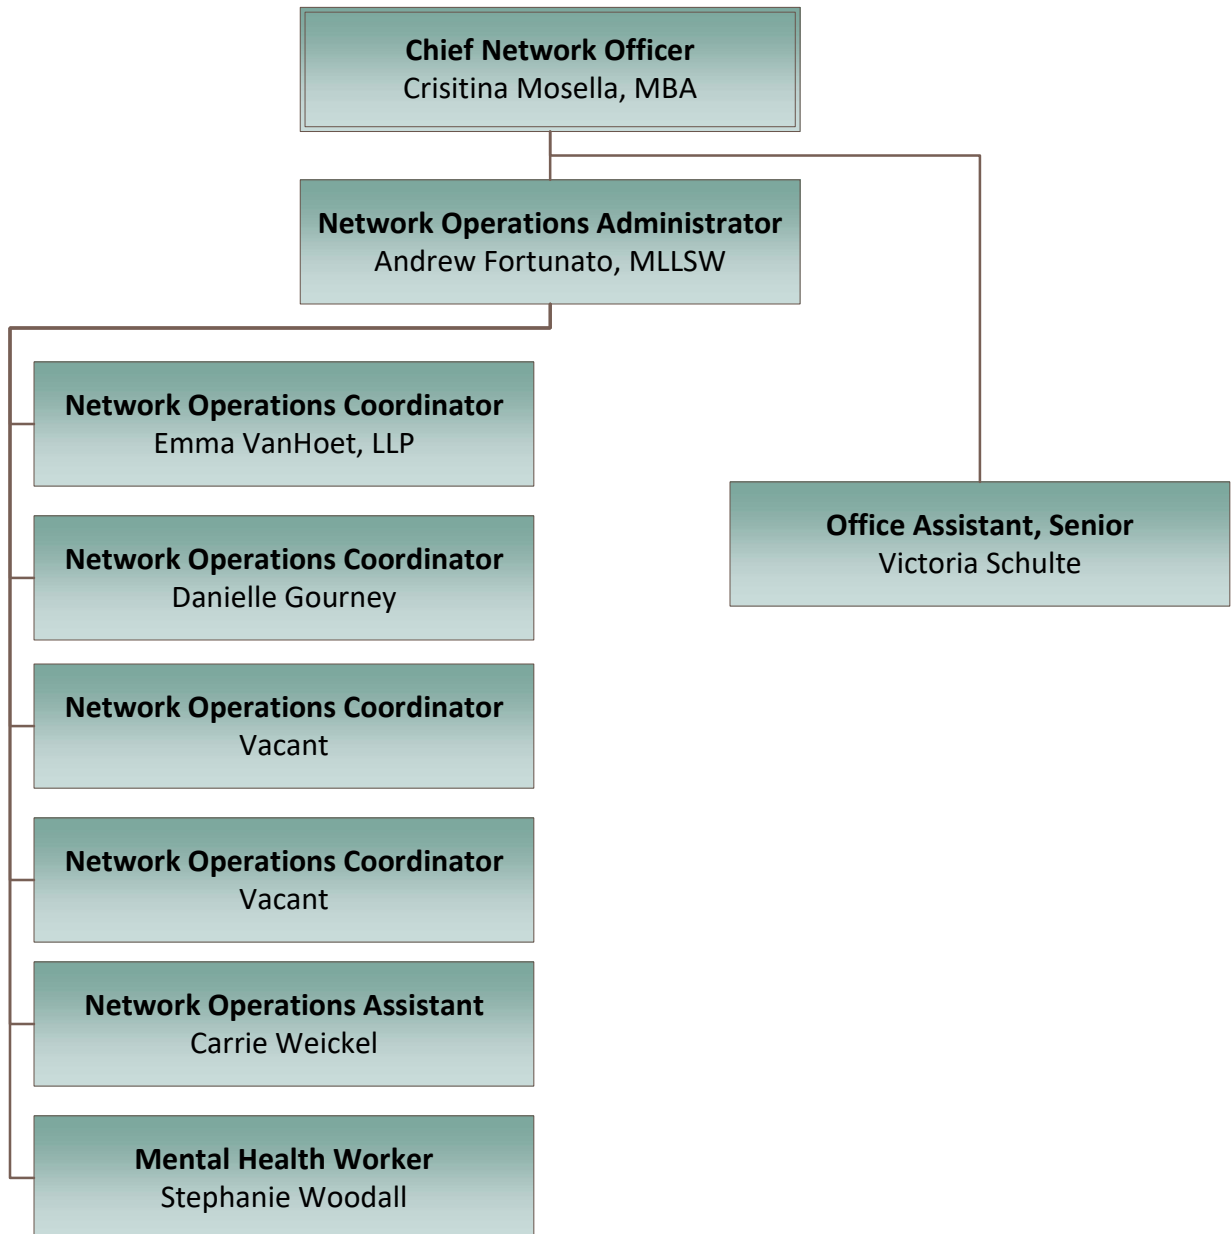 Chief Network Officer
Crisitina Mosella, MBA
Network Operations Administrator
Andrew Fortunato, MLLSW
Network Operations Coordinator
Emma VanHoet, LLP
Network Operations Coordinator
Danielle Gourney
Network Operations Coordinator
Vacant
Network Operations Coordinator
Vacant
Network Operations Assistant
Carrie Weickel
Mental Health Worker
Stephanie Woodall
Office Assistant, Senior
Victoria Schulte